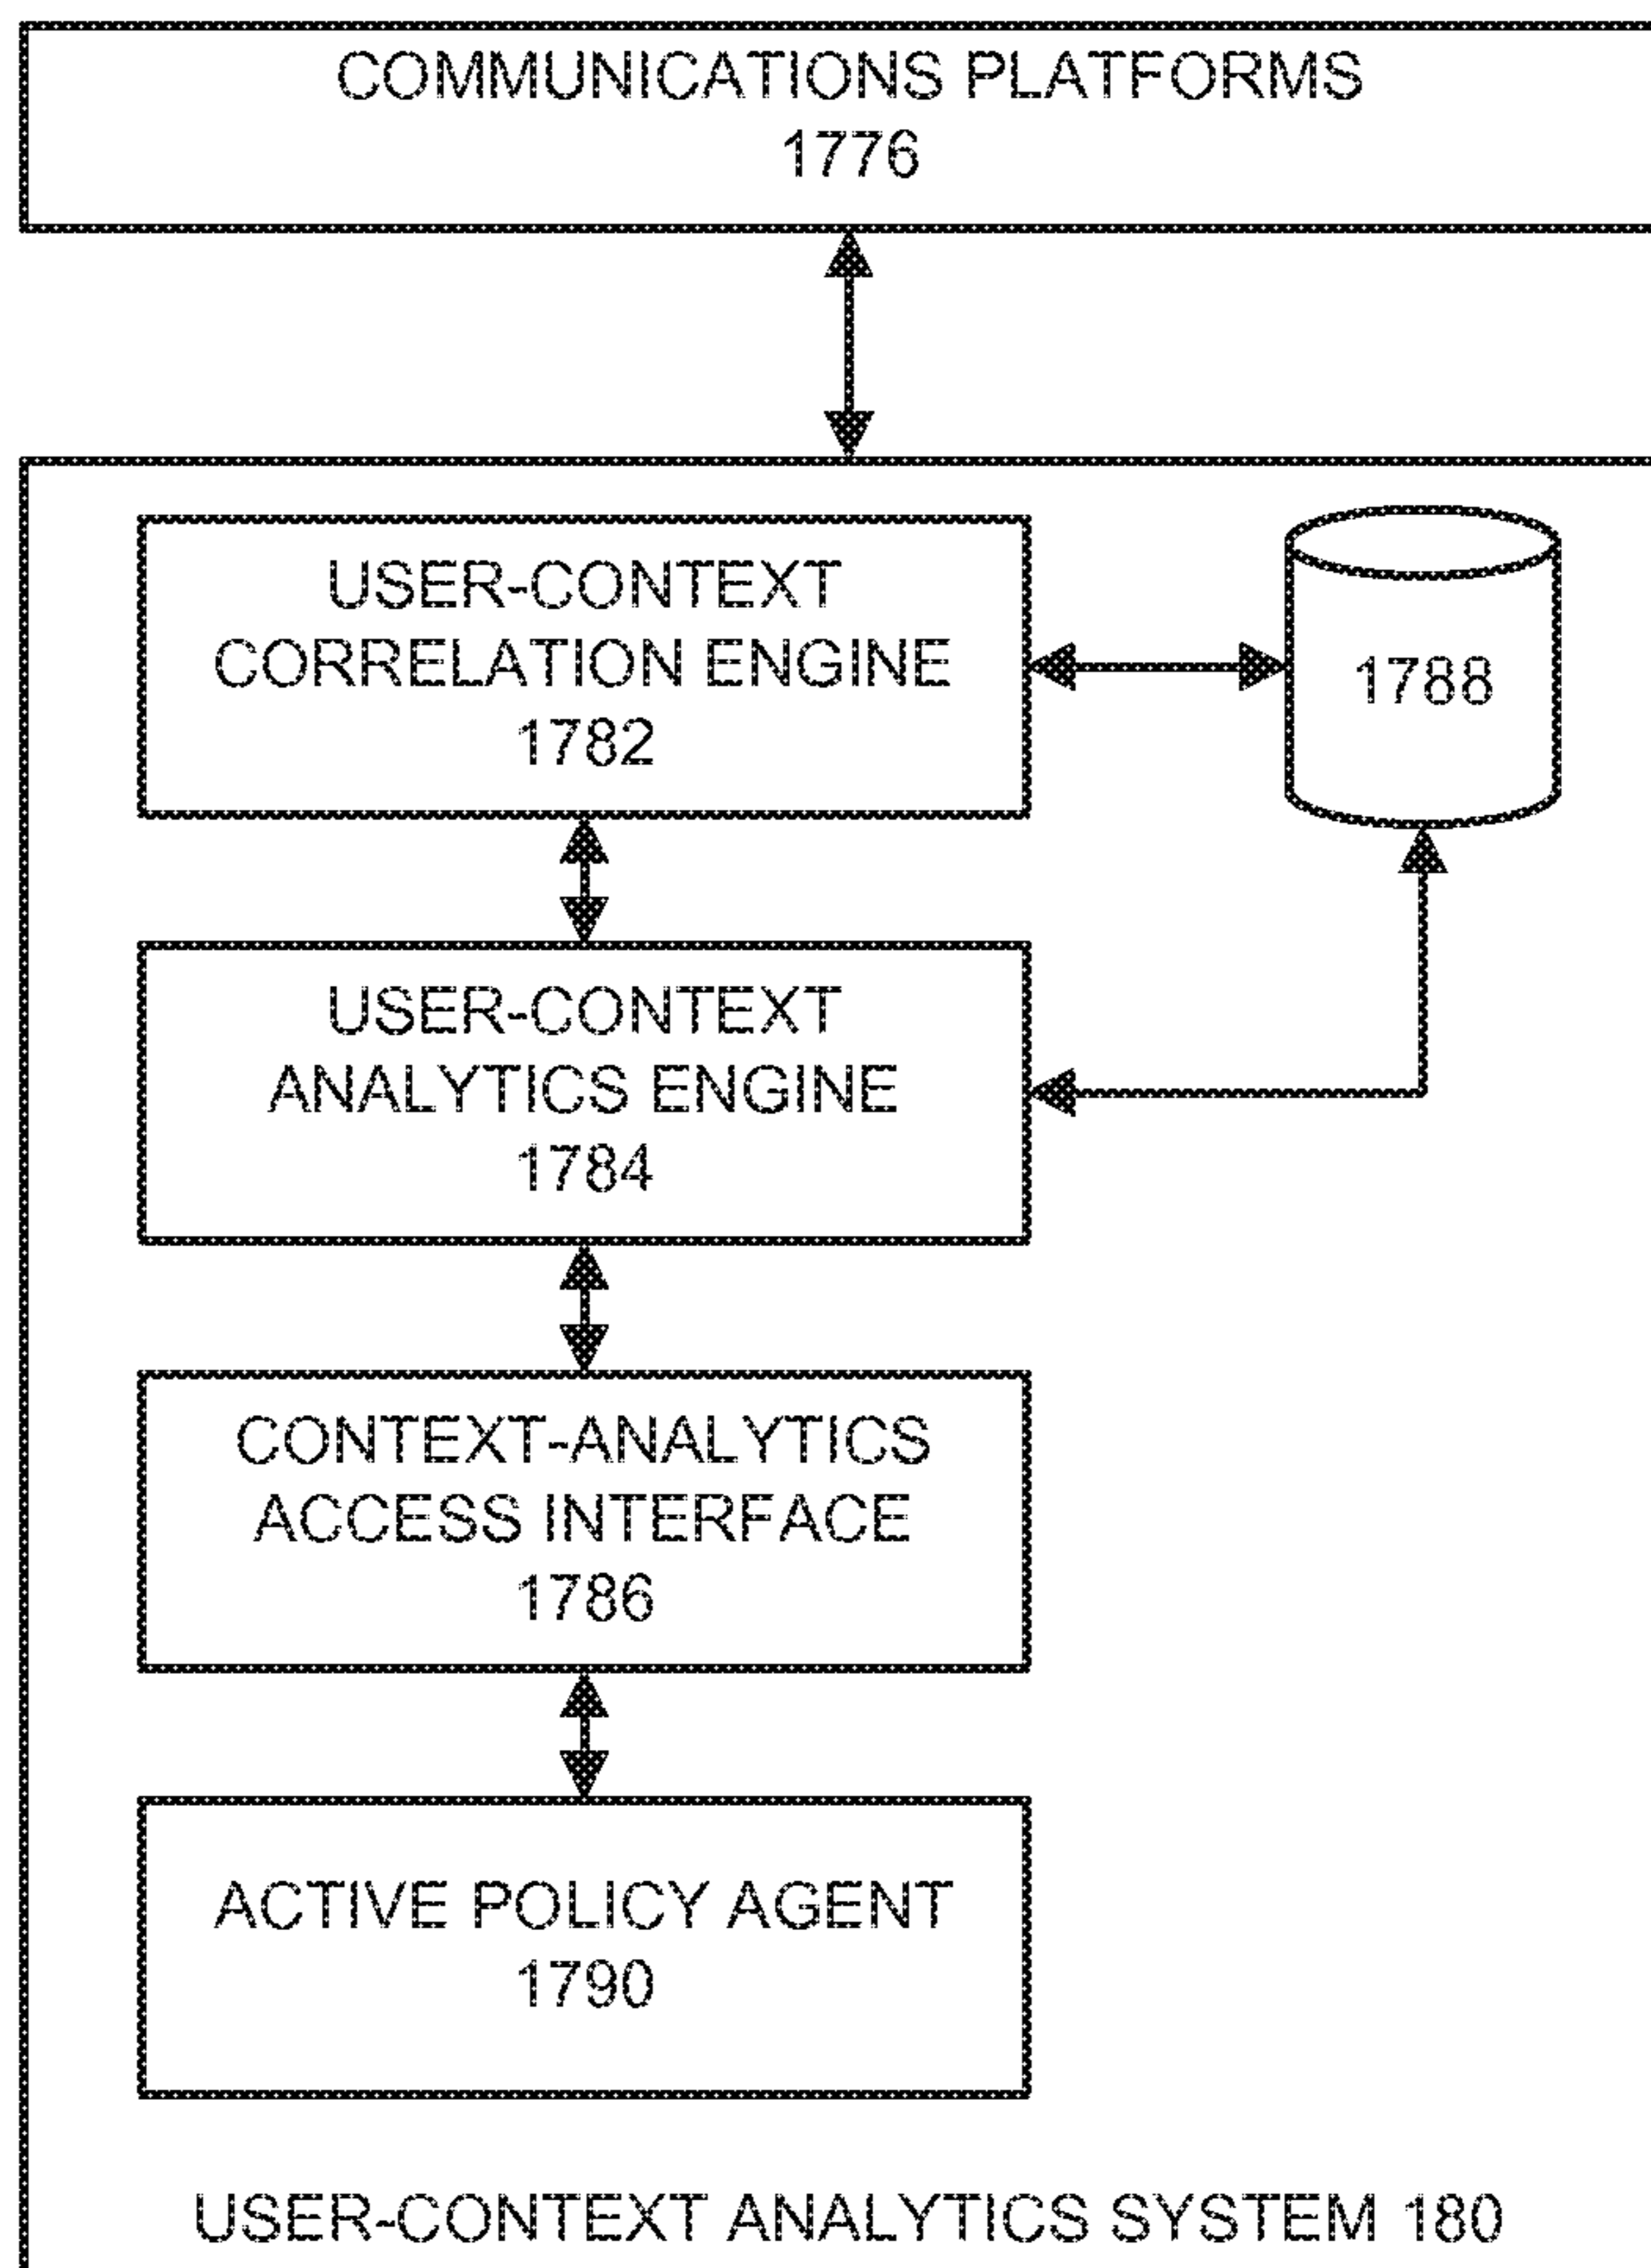 COMMUNICATIONS PLATFORMS
1776
USER-CONTEXT
CORRELATION ENGINE
1782
1788
USER-CONTEXT
ANALYTICS ENGINE
1784
CONTEXT-ANALYTICS
ACCESS INTERFACE
1786
ACTIVE POLICY AGENT
1790
USER-CONTEXT ANALYTICS SYSTEM 180